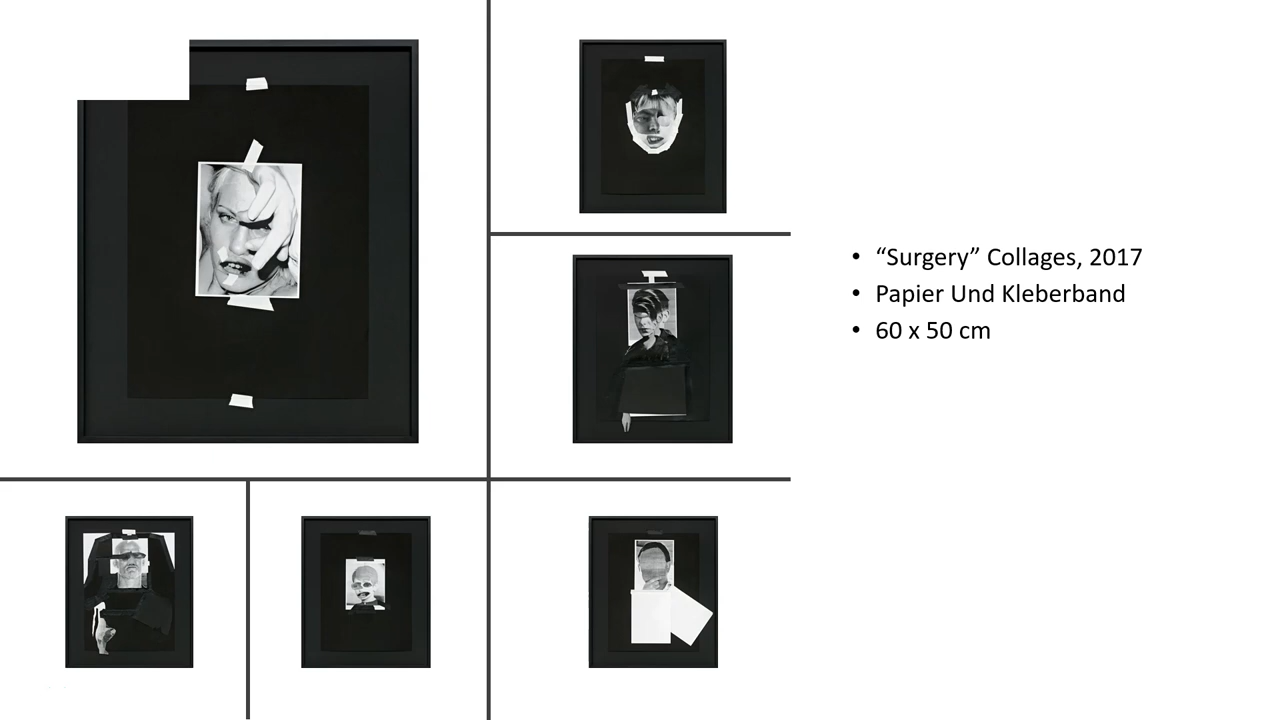 • “Surgery” Collages, 2017
• Papier Und Kleberband
• 60 x 50 cm